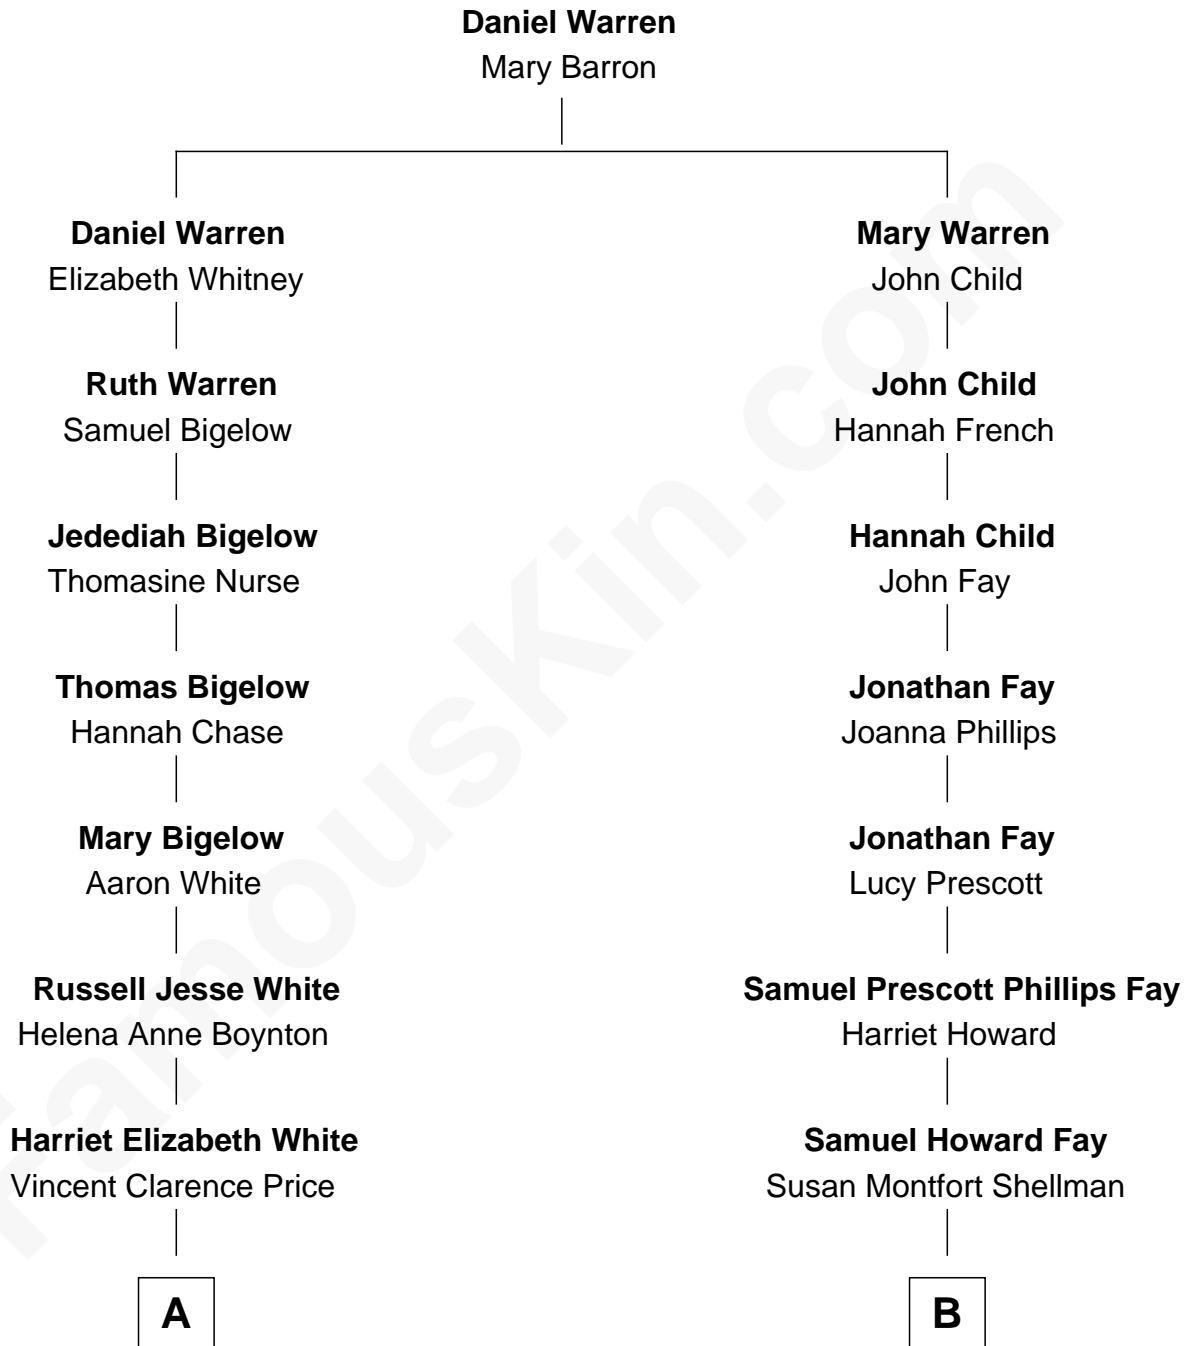 Daniel Warren
Mary Barron
Daniel Warren
Elizabeth Whitney
Ruth Warren
Samuel Bigelow
Jedediah Bigelow
Thomasine Nurse
Thomas Bigelow
Hannah Chase
Mary Bigelow
Aaron White
Russell Jesse White
Helena Anne Boynton
Harriet Elizabeth White
Vincent Clarence Price
A
Mary Warren
John Child
John Child
Hannah French
Hannah Child
John Fay
Jonathan Fay
Joanna Phillips
Jonathan Fay
Lucy Prescott
Samuel Prescott Phillips Fay
Harriet Howard
Samuel Howard Fay
Susan Montfort Shellman
B
FamousKin.com